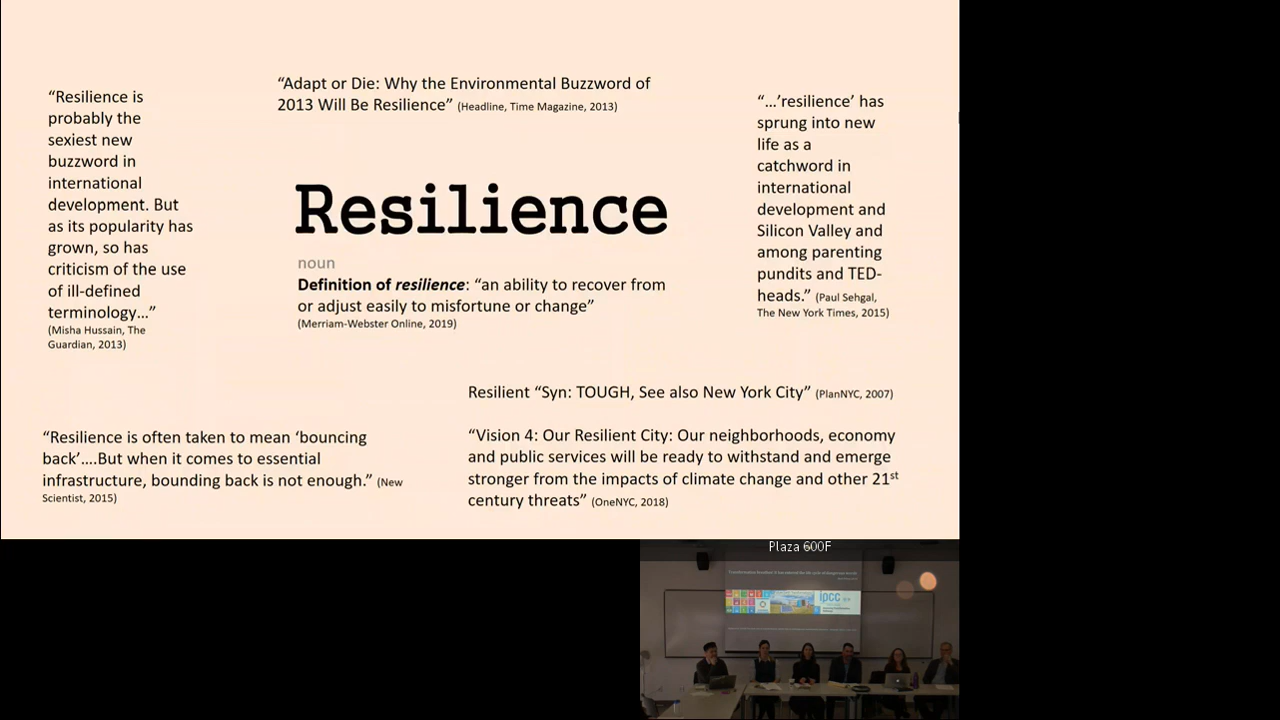 “Adapt or Die: Why the Environmental Buzzword of
2013 Will Be Resilience” (Headline, Time Magazine, 2013)
“Resilience is
probably the
sexiest new
buzzword in
international
development. But
as its popularity has
grown, so has
criticism of the use
of ill-defined
terminology…”
(Misha Hussain, The
Guardian, 2013)
Resilience
noun
Definition of resilience: “an ability to recover from
or adjust easily to misfortune or change”
(Merriam-Webster Online, 2019)
“…’resilience’ has
sprung into new
life as a
catchword in
international
development and
Silicon Valley and
among parenting
pundits and TED-
heads.” (Paul Sehgal,
The New York Times, 2015)
Resilient “Syn: TOUGH, See also New York City” (PlanNYC, 2007)
“Resilience is often taken to mean ‘bouncing
back’….But when it comes to essential
infrastructure, bounding back is not enough.” (New
Scientist, 2015)
“Vision 4: Our Resilient City: Our neighborhoods, economy
and public services will be ready to withstand and emerge
stronger from the impacts of climate change and other 21st
century threats” (OneNYC, 2018)
Plaza 600F
ipcc